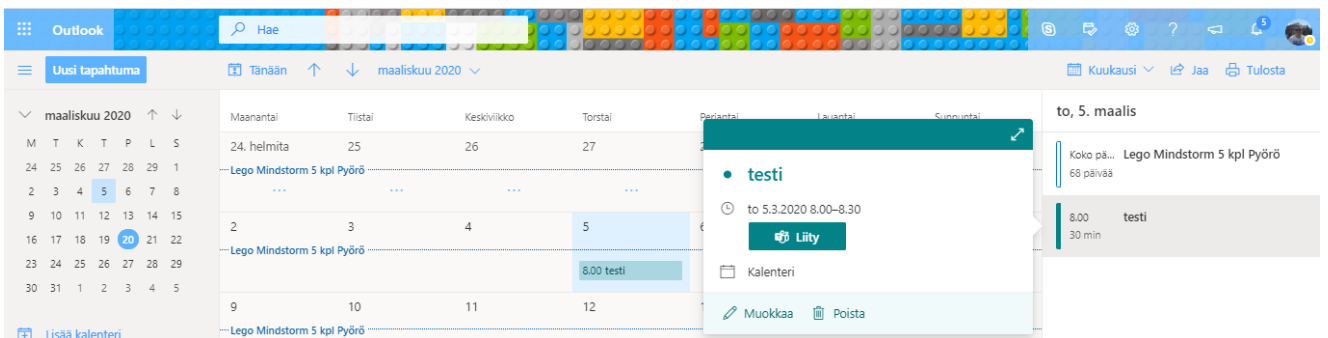 Outlook
Hae
5
Uusi tapahtuma
Tänään
maaliskuu 2020
Kuukausi
Jaa
Tulosta
maaliskuu 2020
M T K T P L S
24 25 26 27 28 29 1
2 3 4 5 6 7 8
9 10 11 12 13 14 15
16 17 18 19 20 21 22
23 24 25 26 27 28 29
30 31 1 2 3 4 5
Lisää kalenteri
Maanantai Tiistai Keskiviikko Torstai Perjantai Lauantai Sunnuntai
24. helmita 25 26 27
Lego Mindstorm 5 kpl Pyörö
2 3 4 5
Lego Mindstorm 5 kpl Pyörö
8.00 testi
9 10 11 12
Lego Mindstorm 5 kpl Pyörö
testi
to 5.3.2020 8.00–8.30
Liity
Kalenteri
Muokkaa Poista
to, 5. maalis
Koko pä... Lego Mindstorm 5 kpl Pyörö
68 päivää
8.00 testi
30 min